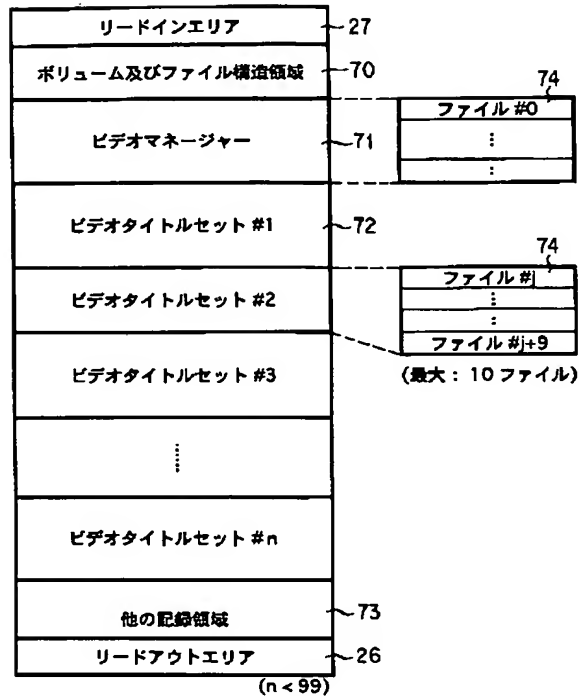 リードインエリア 27
ボリューム及びファイル構造領域 70
74
ファイル #0
ビデオマネージャー 71
ビデオタイトルセット #1 72
74
ファイル #j
ビデオタイトルセット #2
ファイル #j+9
(最大: 10 ファイル)
ビデオタイトルセット #3
ビデオタイトルセット #n
他の記録領域 73
リードアウトエリア 26
(n < 99)